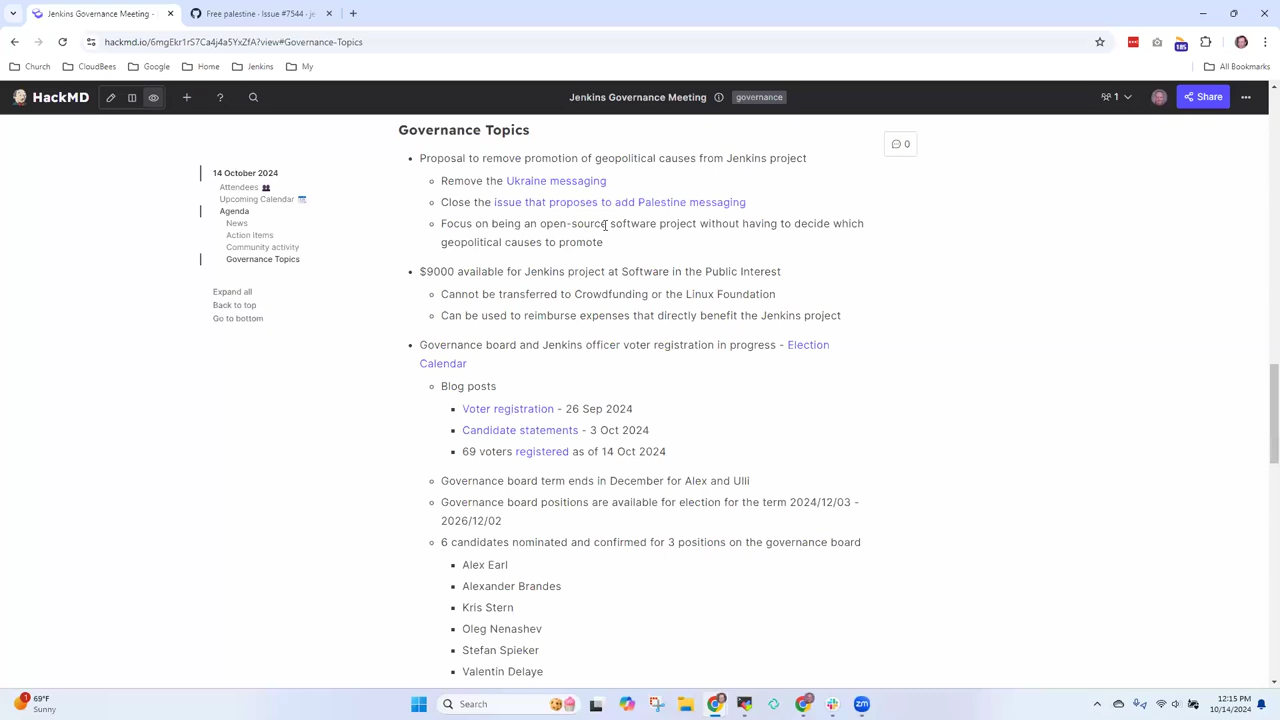 Jenkins Governance Meeting -
Free palestine · Issue #7544 · je
hackmd.io/6mgEkr1rS7Ca4j4a5YxZfA?view#Governance-Topics
185
Church
CloudBees
Google
Home
Jenkins
My
All Bookmarks
HackMD
Jenkins Governance Meeting
governance
1
Share
Governance Topics
0
Proposal to remove promotion of geopolitical causes from Jenkins project
Remove the Ukraine messaging
Close the issue that proposes to add Palestine messaging
Focus on being an open-source software project without having to decide which
geopolitical causes to promote
$9000 available for Jenkins project at Software in the Public Interest
Cannot be transferred to Crowdfunding or the Linux Foundation
Can be used to reimburse expenses that directly benefit the Jenkins project
Governance board and Jenkins officer voter registration in progress - Election
Calendar
Blog posts
Voter registration - 26 Sep 2024
Candidate statements - 3 Oct 2024
69 voters registered as of 14 Oct 2024
Governance board term ends in December for Alex and Ulli
Governance board positions are available for election for the term 2024/12/03 -
2026/12/02
6 candidates nominated and confirmed for 3 positions on the governance board
Alex Earl
Alexander Brandes
Kris Stern
Oleg Nenashev
Stefan Spieker
Valentin Delaye
14 October 2024
Attendees
Upcoming Calendar
Agenda
News
Action Items
Community activity
Governance Topics
Expand all
Back to top
Go to bottom
1
69°F
Sunny
Search
12:15 PM
10/14/2024